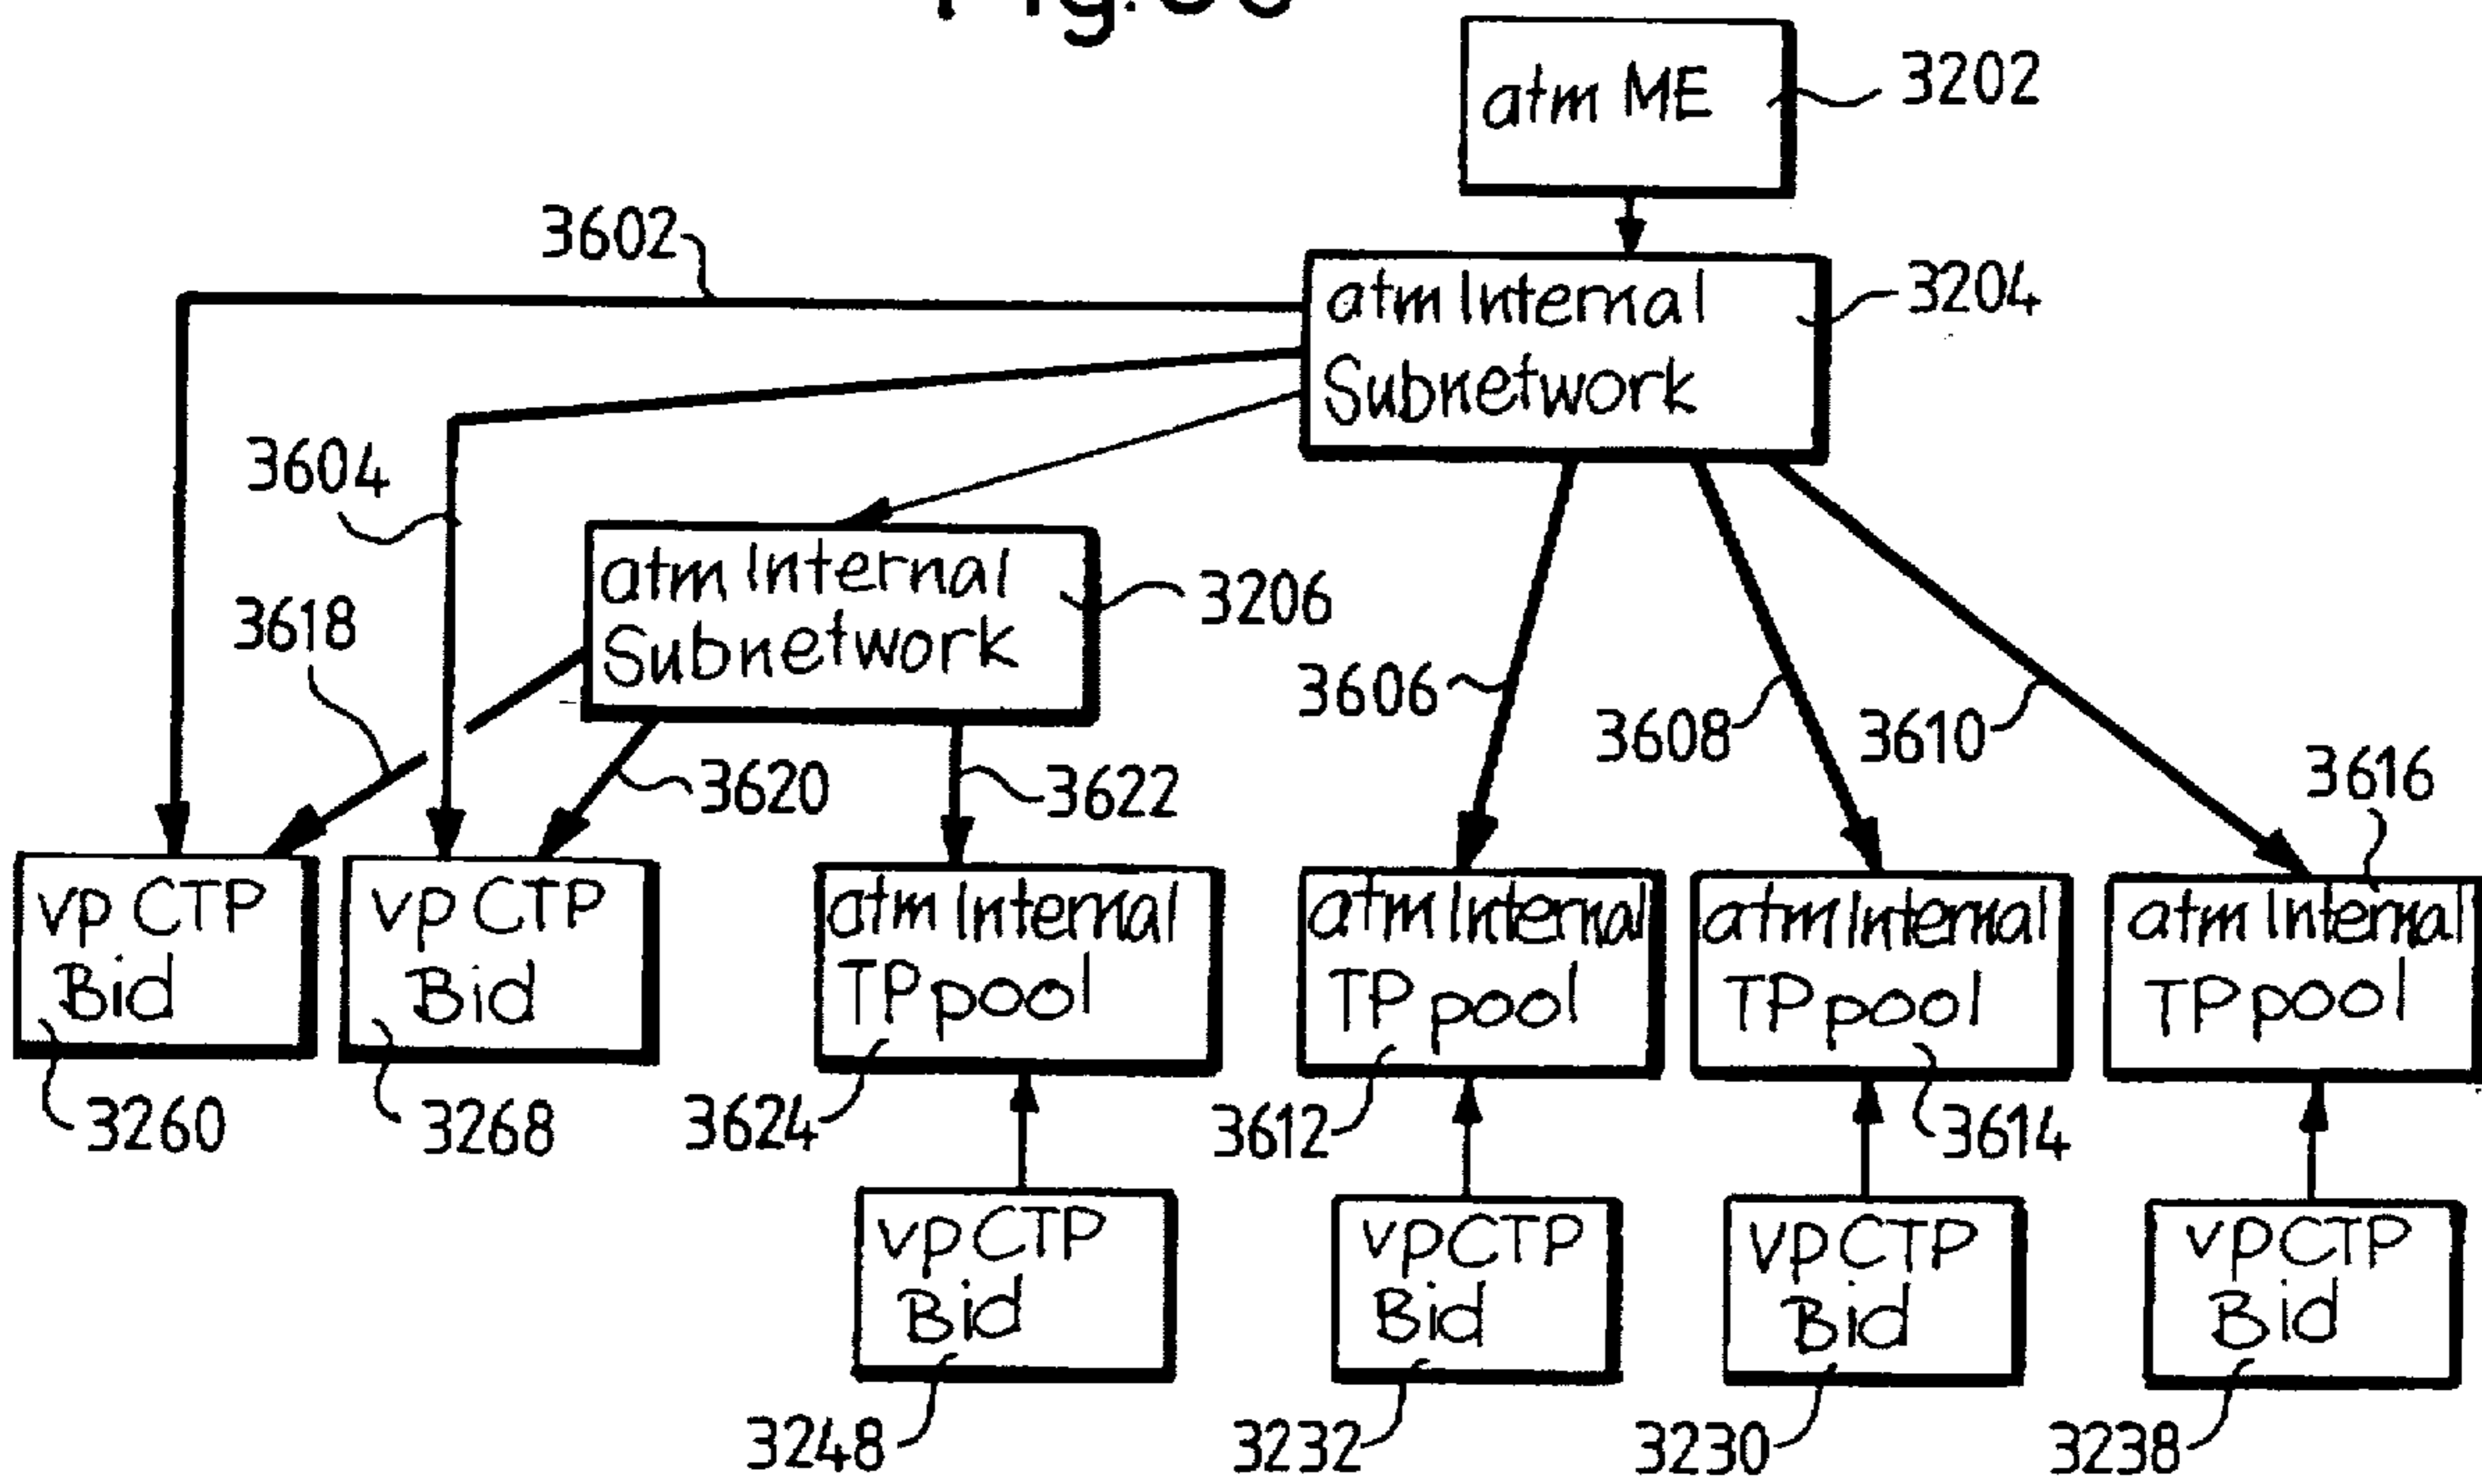 atm ME
3202
3602
atm Internal
Subnetwork
3204
3604
atm Internal
Subnetwork
3206
3618
3606
3608
3610
3620
3622
3616
vp CTP
Bid
vp CTP
Bid
atm Internal
TP pool
atm Internal
TP pool
atm Internal
TP pool
atm Internal
TP pool
3260
3268
3624
3612
3614
vp CTP
Bid
vp CTP
Bid
vp CTP
Bid
vp CTP
Bid
3248
3232
3230
3238